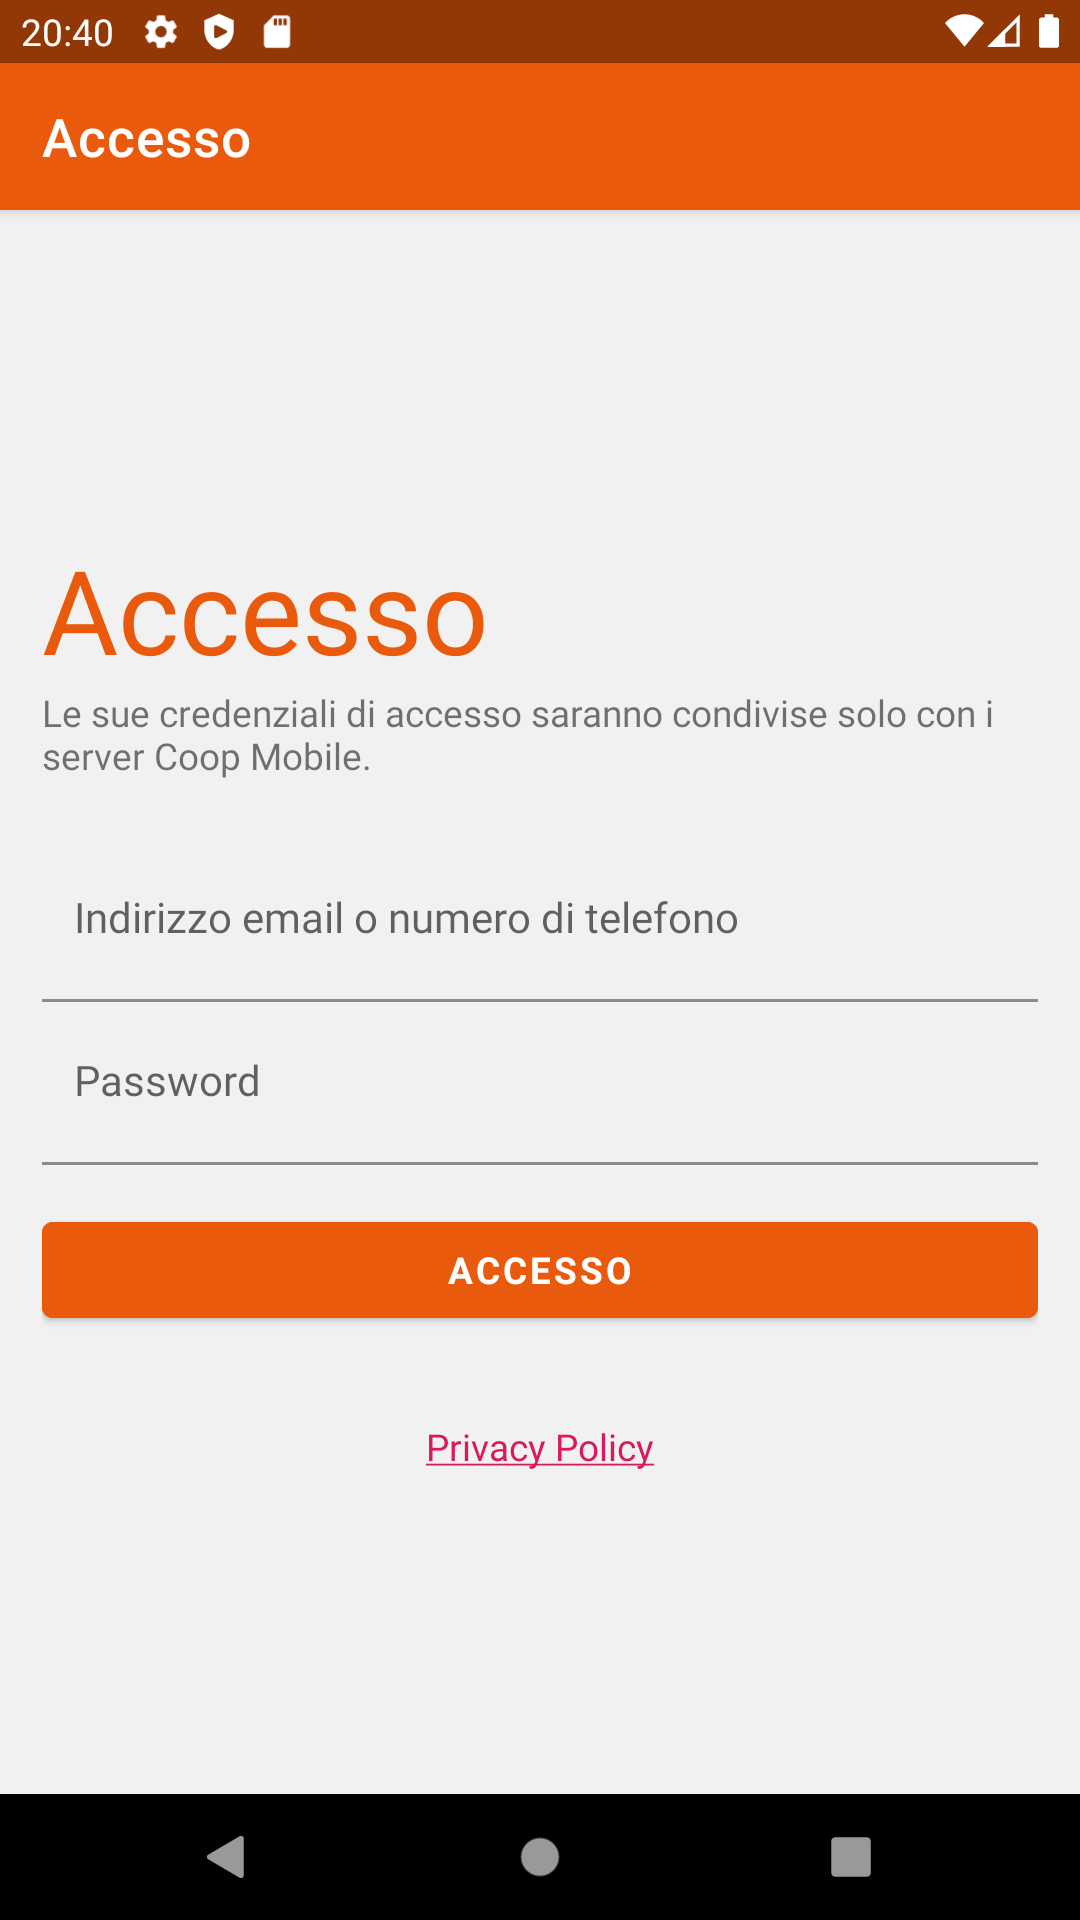 20:40
Accesso
Accesso
Le sue credenziali di accesso saranno condivise solo con i
server Coop Mobile.
Indirizzo email o numero di telefono
Password
ACCESSO
Privacy Policy